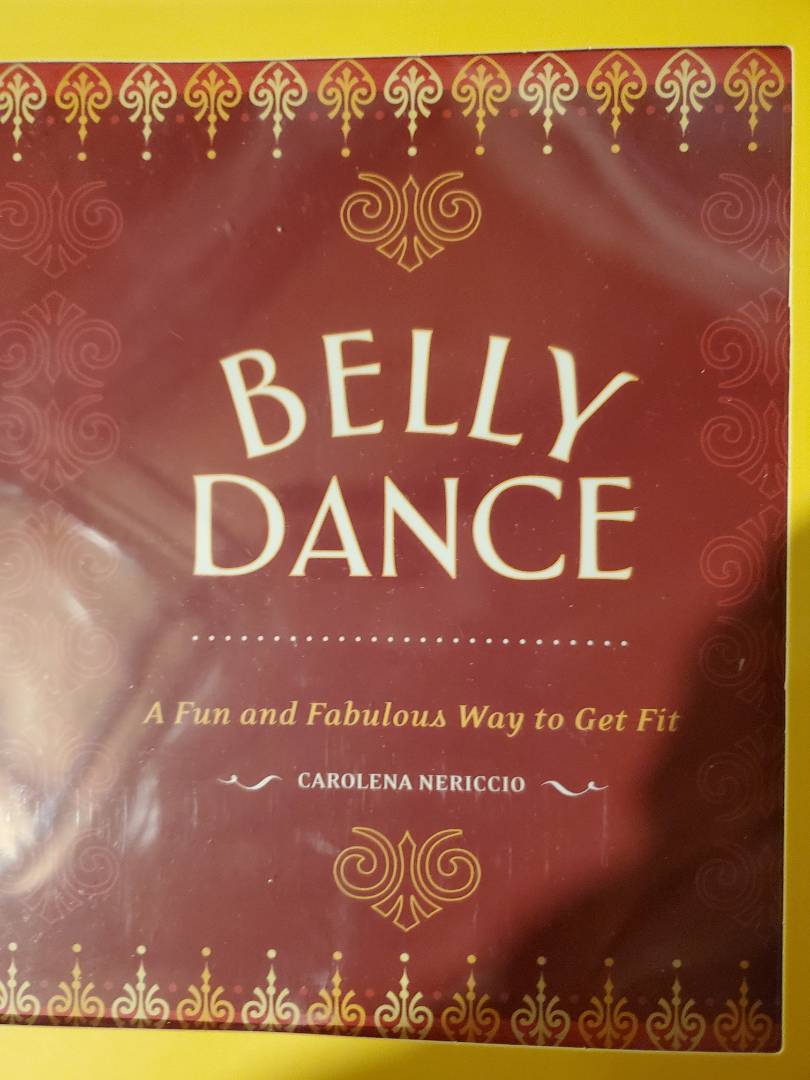 BELLY
DANCE
A Fun and Fabulous Way to Get Fit
CAROLENA NERICCIO